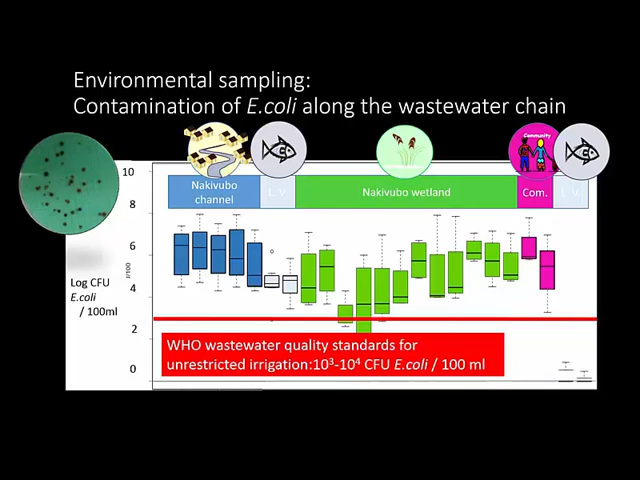 Environmental sampling:
Contamination of E.coli along the wastewater chain
Community
Nakivubo
channel
L. V.
Nakivubo wetland
Com.
L. V.
10
8
6
4
2
0
Log CFU
E.coli
/ 100ml
WHO wastewater quality standards for
unrestricted irrigation:10³-10⁴ CFU E.coli / 100 ml